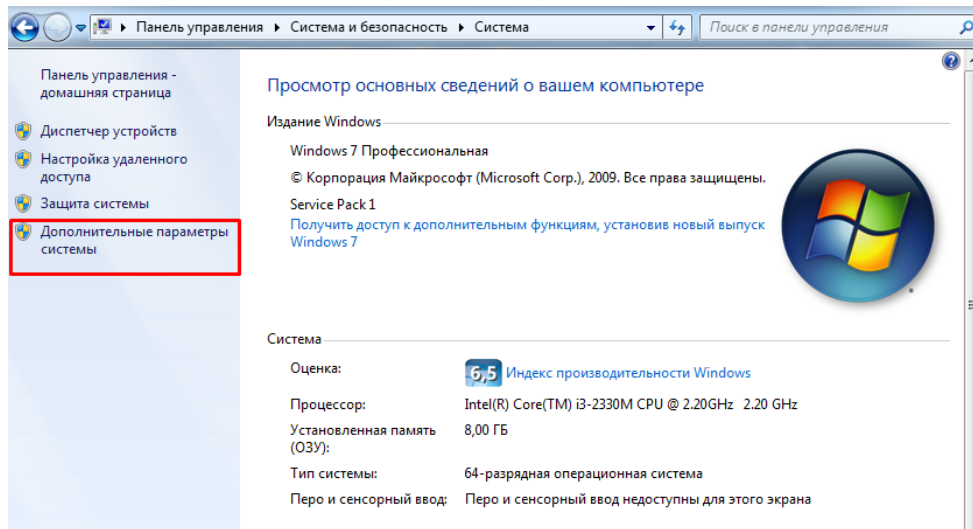 Панель управления ▸ Система и безопасность ▸ Система
Поиск в панели управления
Панель управления -
домашняя страница
Диспетчер устройств
Настройка удаленного
доступа
Защита системы
Дополнительные параметры
системы
Просмотр основных сведений о вашем компьютере
Издание Windows
Windows 7 Профессиональная
© Корпорация Майкрософт (Microsoft Corp.), 2009. Все права защищены.
Service Pack 1
Получить доступ к дополнительным функциям, установив новый выпуск
Windows 7
Система
Оценка: 6,5 Индекс производительности Windows
Процессор: Intel(R) Core(TM) i3-2330M CPU @ 2.20GHz 2.20 GHz
Установленная память 8,00 ГБ
(ОЗУ):
Тип системы: 64-разрядная операционная система
Перо и сенсорный ввод: Перо и сенсорный ввод недоступны для этого экрана